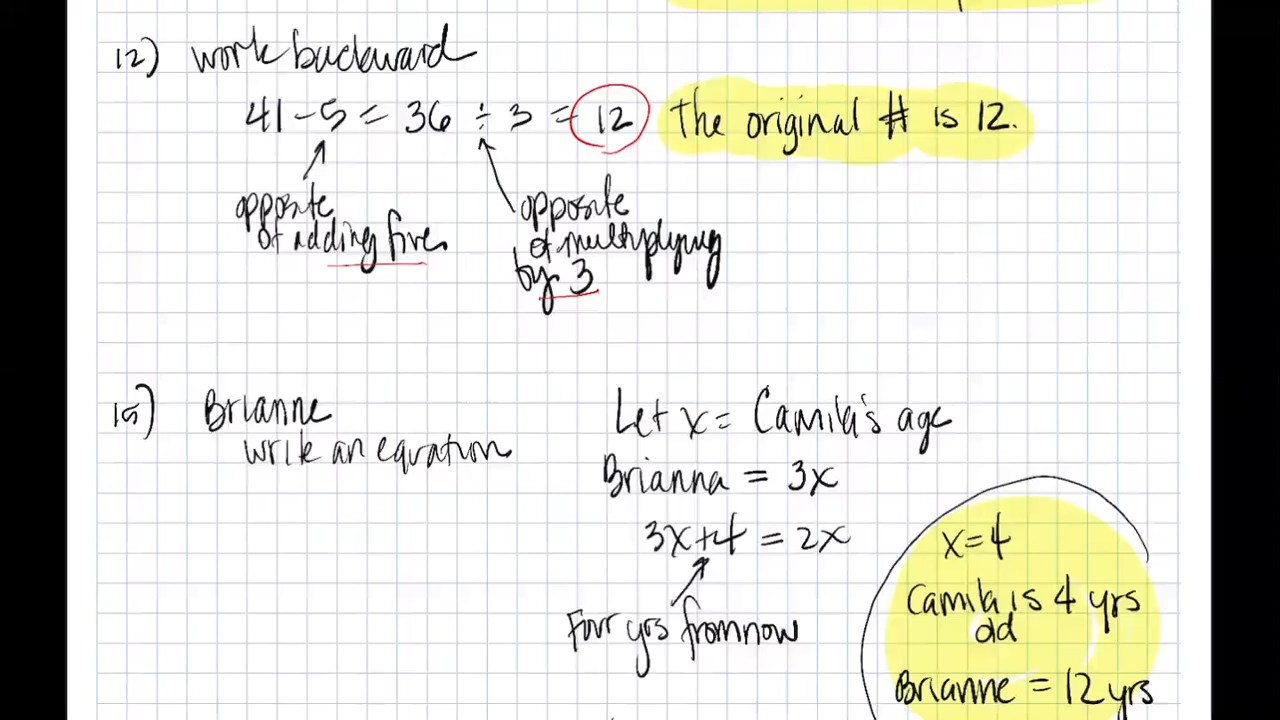 12) work backward
41 - 5 = 36 ÷ 3 = 12 The original # is 12.
opposite of adding five
opposite of multiplying by 3
15) Brianne
write an equation
Let x = Camila's age
Brianna = 3x
3x+4 = 2x
Four yrs from now
x=4
Camila is 4 yrs
old
Brianne = 12 yrs